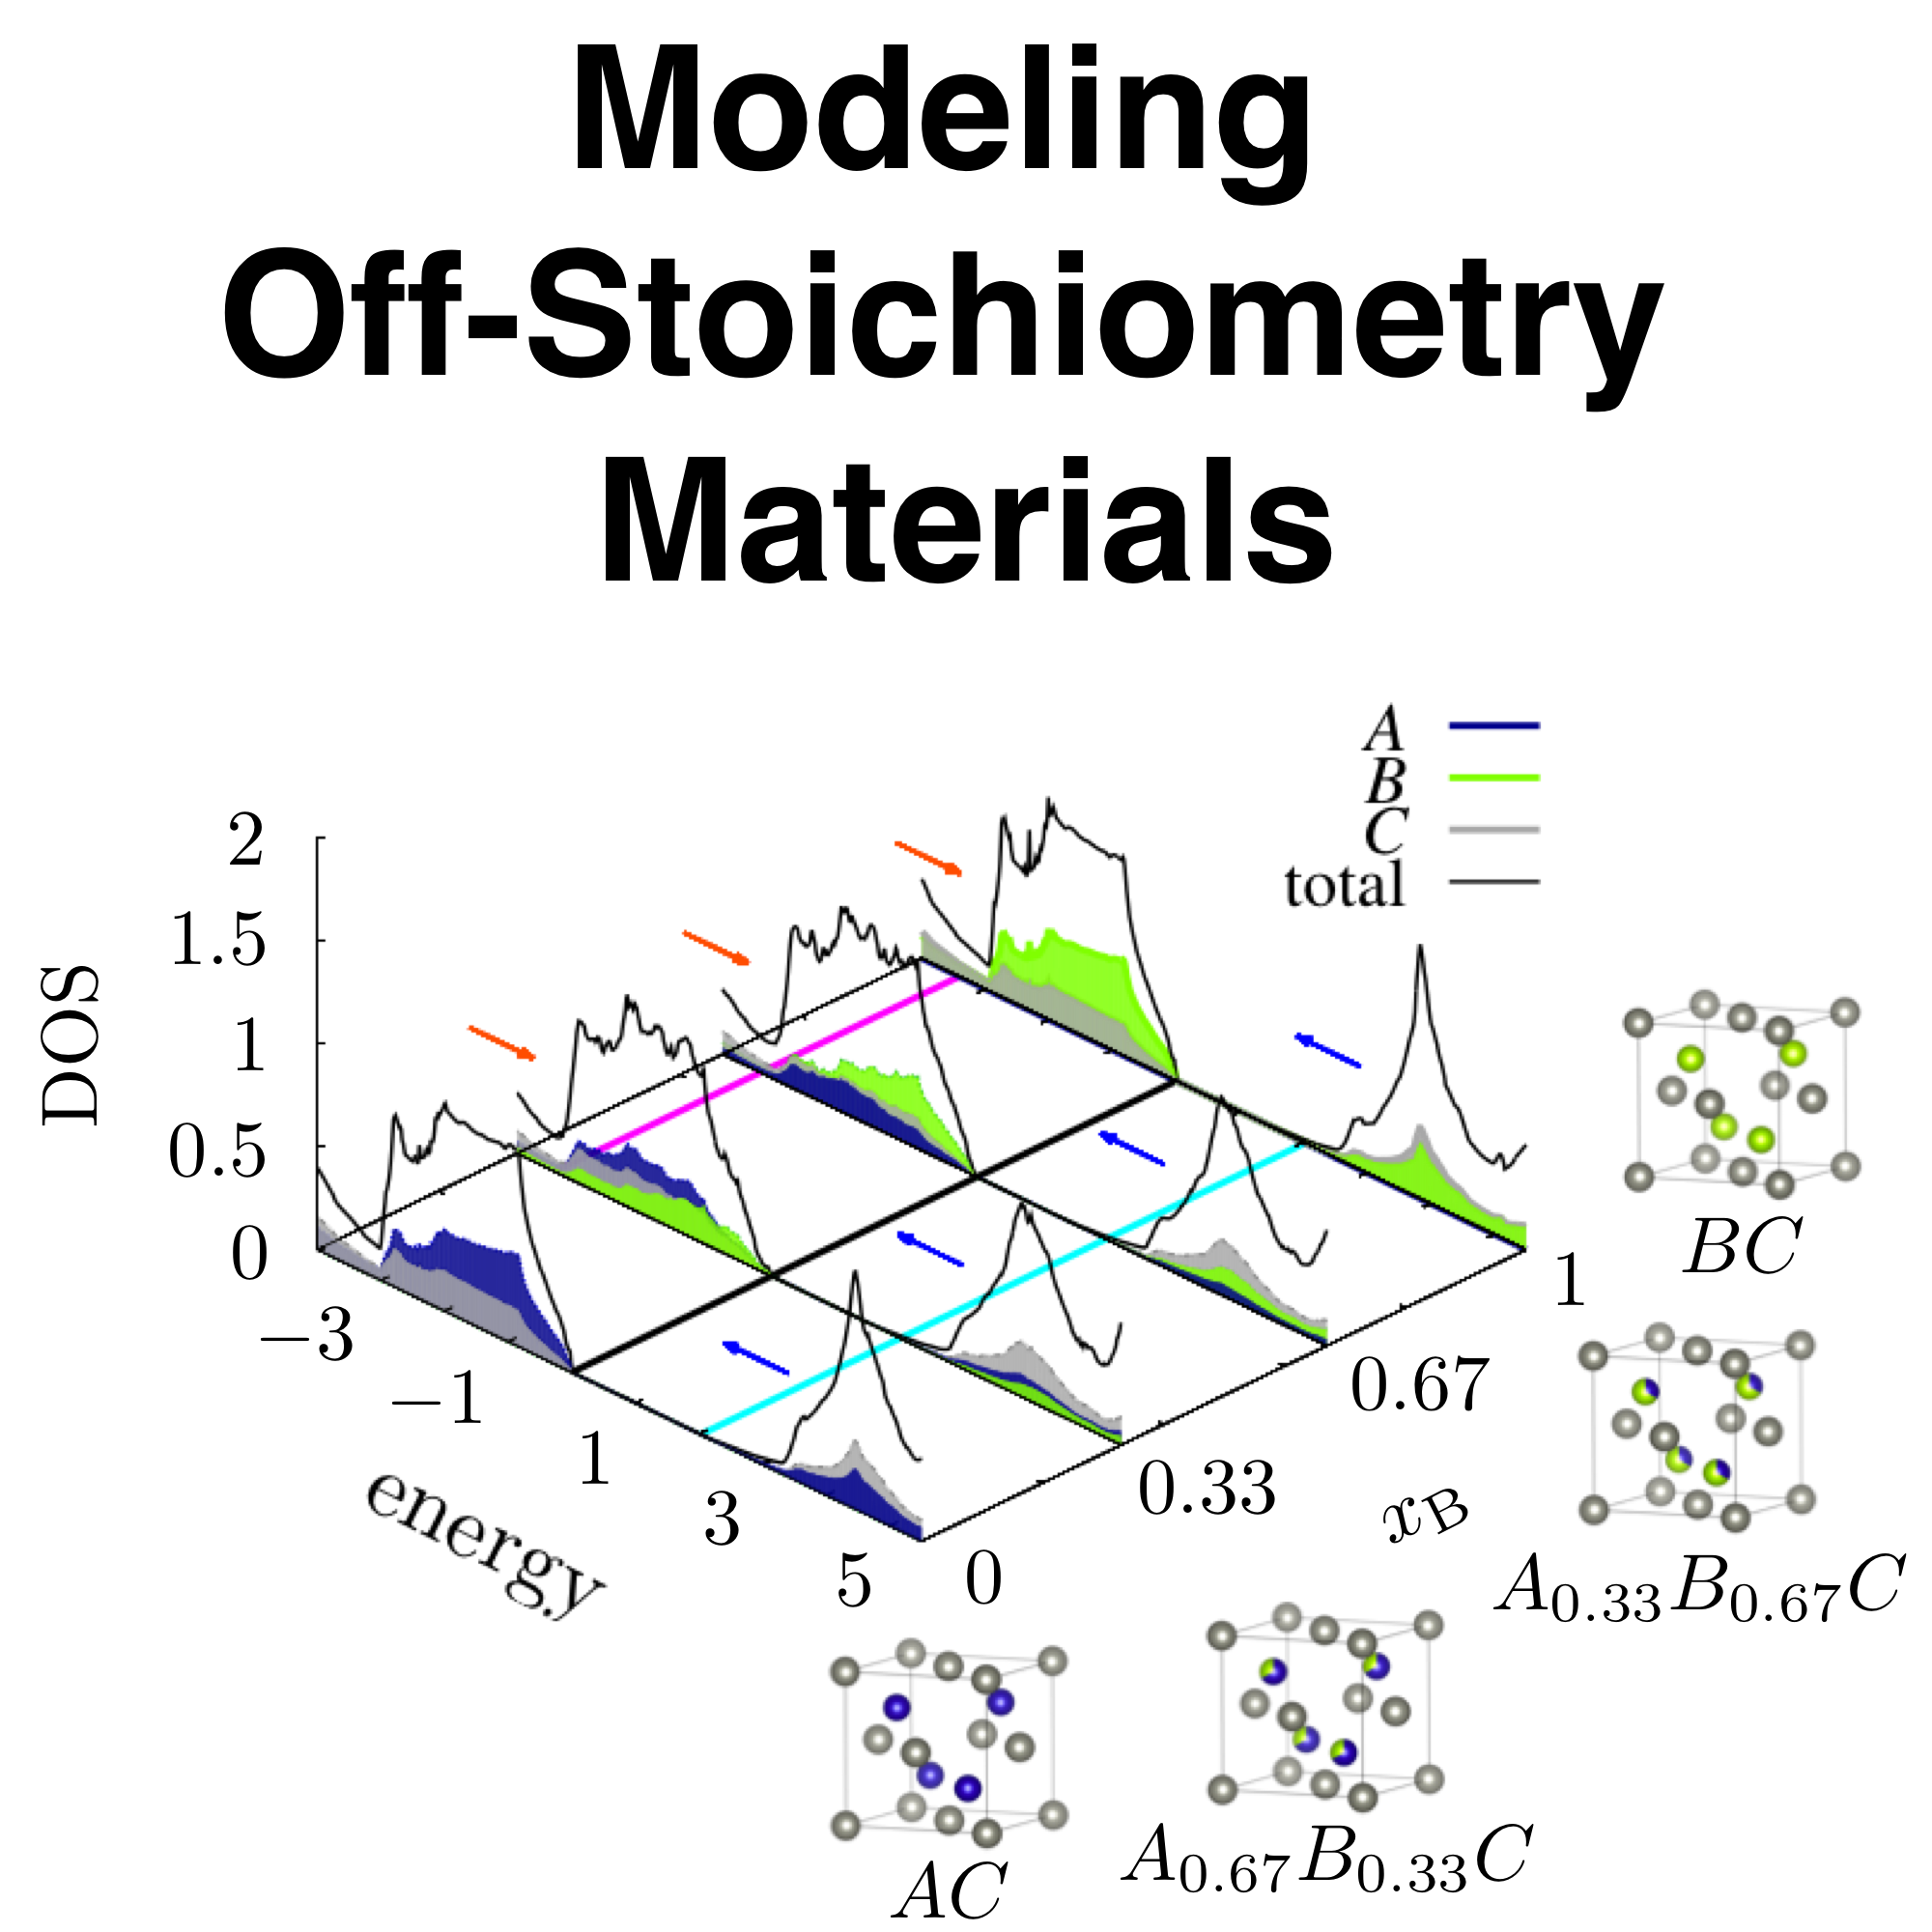 Modeling
Off-Stoichiometry
Materials
A
B
C
total
2
1.5
1
0.5
0
DOS
−3
−1
1
3
5
energy
0
0.33
0.67
1
xB
BC
A0.33B0.67C
A0.67B0.33C
AC